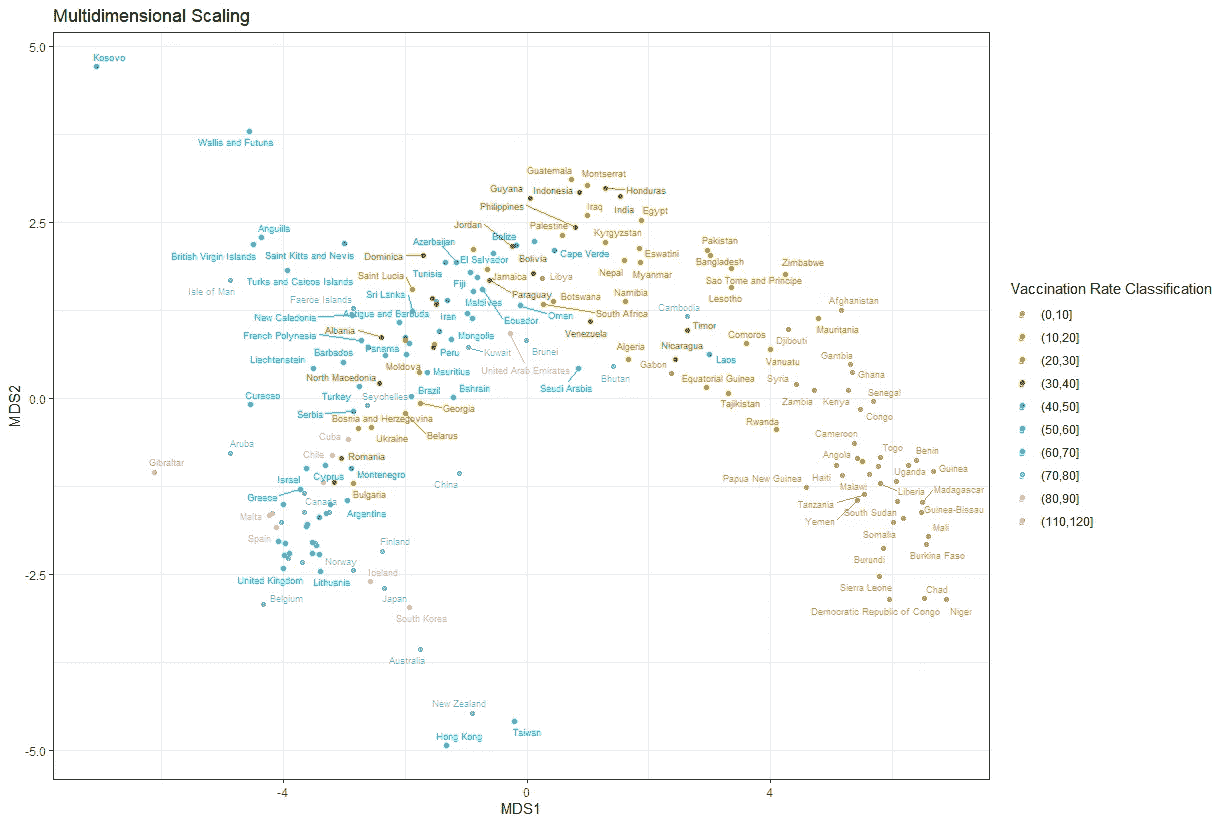 Multidimensional Scaling
5.0
Kosovo
Wallis and Futuna
Guatemala
Montserrat
Guyana
Indonesia
Honduras
Philippines
Iraq
India
Egypt
2.5
Anguilla
Jordan
Belize
Palestine
Kyrgyzstan
Azerbaijan
Pakistan
British Virgin Islands
Saint Kitts and Nevis
Dominica
El Salvador
Bolivia
Cape Verde
Eswatini
Bangladesh
Zimbabwe
Saint Lucia
Tunisia
Jamaica
Libya
Nepal
Myanmar
Turks and Caicos Islands
Fiji
Sao Tome and Principe
Isle of Man
Sri Lanka
Paraguay
Botswana
Namibia
Lesotho
Faeroe Islands
Maldives
Cambodia
Afghanistan
New Caledonia
Antigua and Barbuda
Iran
Ecuador
Oman
South Africa
Albania
Venezuela
Timor
Mauritania
French Polynesia
Mongolia
Comoros
Djibouti
Liechtenstein
Barbados
Panama
Peru
Kuwait
Brunei
Algeria
Nicaragua
Laos
Vanuatu
Gambia
Moldova
Mauritius
United Arab Emirates
Gabon
Ghana
North Macedonia
Bhutan
Equatorial Guinea
Syria
0.0
Curacao
Turkey
Seychelles
Brazil
Bahrain
Saudi Arabia
Tajikistan
Zambia
Kenya
Senegal
Serbia
Bosnia and Herzegovina
Georgia
Congo
Rwanda
Aruba
Cuba
Ukraine
Belarus
Cameroon
Gibraltar
Chile
Romania
Angola
Togo
Benin
Israel
Cyprus
Montenegro
China
Papua New Guinea
Haiti
Uganda
Guinea
Greece
Canada
Bulgaria
Malawi
Liberia
Madagascar
Malta
Argentina
Tanzania
South Sudan
Guinea-Bissau
Spain
Yemen
Somalia
Mali
Finland
Burkina Faso
-2.5
Norway
Iceland
Burundi
United Kingdom
Lithuania
Sierra Leone
Chad
Belgium
Japan
Democratic Republic of Congo
Niger
South Korea
Australia
New Zealand
Taiwan
Hong Kong
-5.0
-4
0
4
MDS1
MDS2
Vaccination Rate Classification
(0,10]
(10,20]
(20,30]
(30,40]
(40,50]
(50,60]
(60,70]
(70,80]
(80,90]
(110,120]